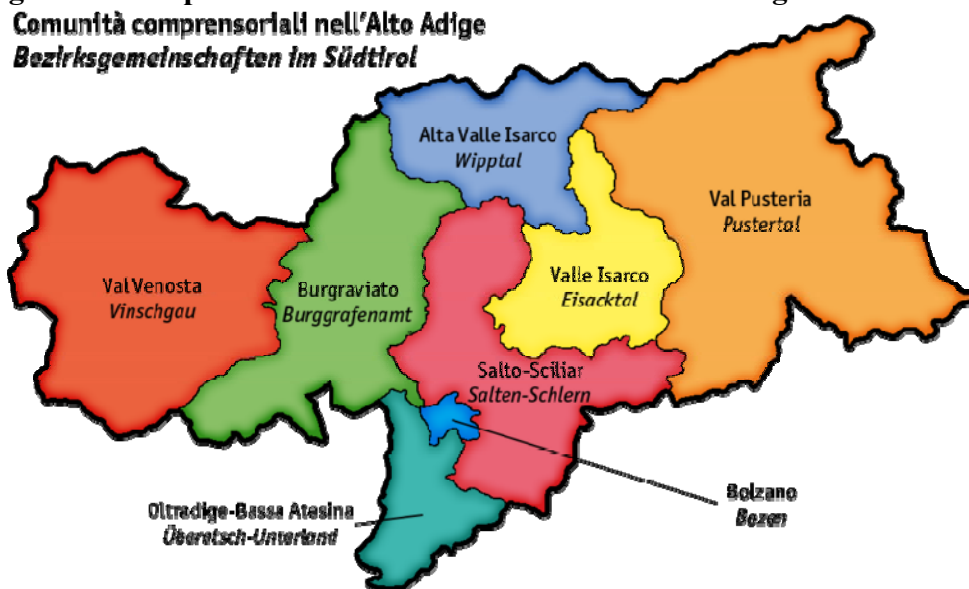 Comunità comprensoriali nell'Alto Adige
Bezirksgemeinschaften im Südtirol
Alta Valle Isarco
Wipptal
Val Pusteria
Pustertal
Val Venosta
Vinschgau
Burgraviato
Burggrafenamt
Valle Isarco
Eisacktal
Salto-Sciliar
Salten-Schlern
Bolzano
Bozen
Oltradige-Bassa Atesina
Überetsch-Unterland